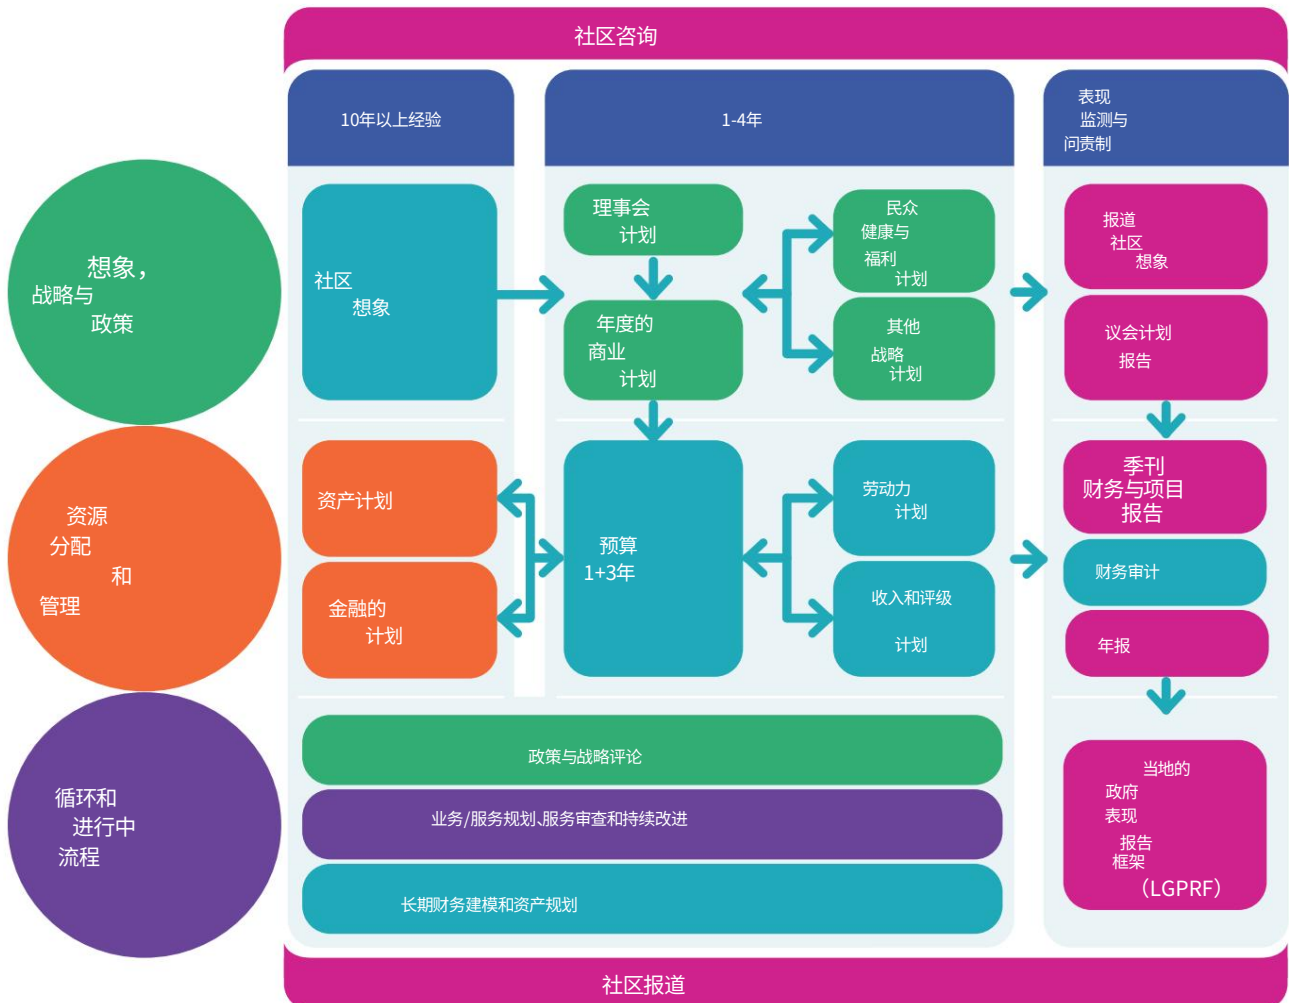 社区咨询
10年以上经验
1-4年
表现
监测与
问责制
想象，
战略与
政策
社区
想象
理事会
计划
年度的
商业
计划
民众
健康与
福利
计划
其他
战略
计划
报道
社区
想象
议会计划
报告
资源
分配
和
管理
资产计划
金融的
计划
预算
1+3年
劳动力
计划
收入和评级
计划
季刊
财务与项目
报告
财务审计
年报
循环和
进行中
流程
政策与战略评论
业务/服务规划、服务审查和持续改进
长期财务建模和资产规划
当地的
政府
表现
报告
框架
（LGPRF）
社区报道